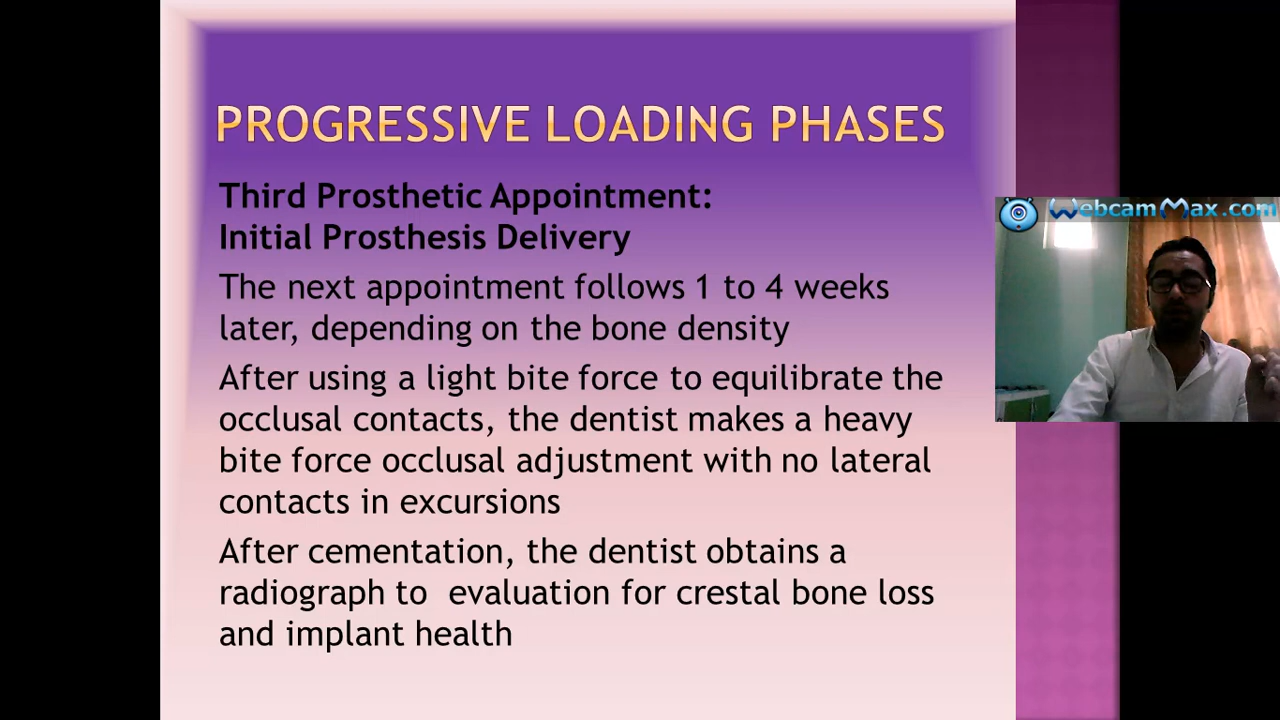 PROGRESSIVE LOADING PHASES
Third Prosthetic Appointment:
Initial Prosthesis Delivery
The next appointment follows 1 to 4 weeks
later, depending on the bone density
After using a light bite force to equilibrate the
occlusal contacts, the dentist makes a heavy
bite force occlusal adjustment with no lateral
contacts in excursions
After cementation, the dentist obtains a
radiograph to  evaluation for crestal bone loss
and implant health
WebcamMax.com